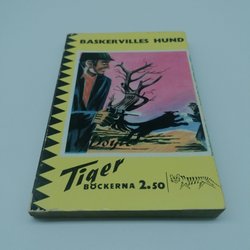 BASKERVILLES HUND
Tiger
BÖCKERNA 2.50